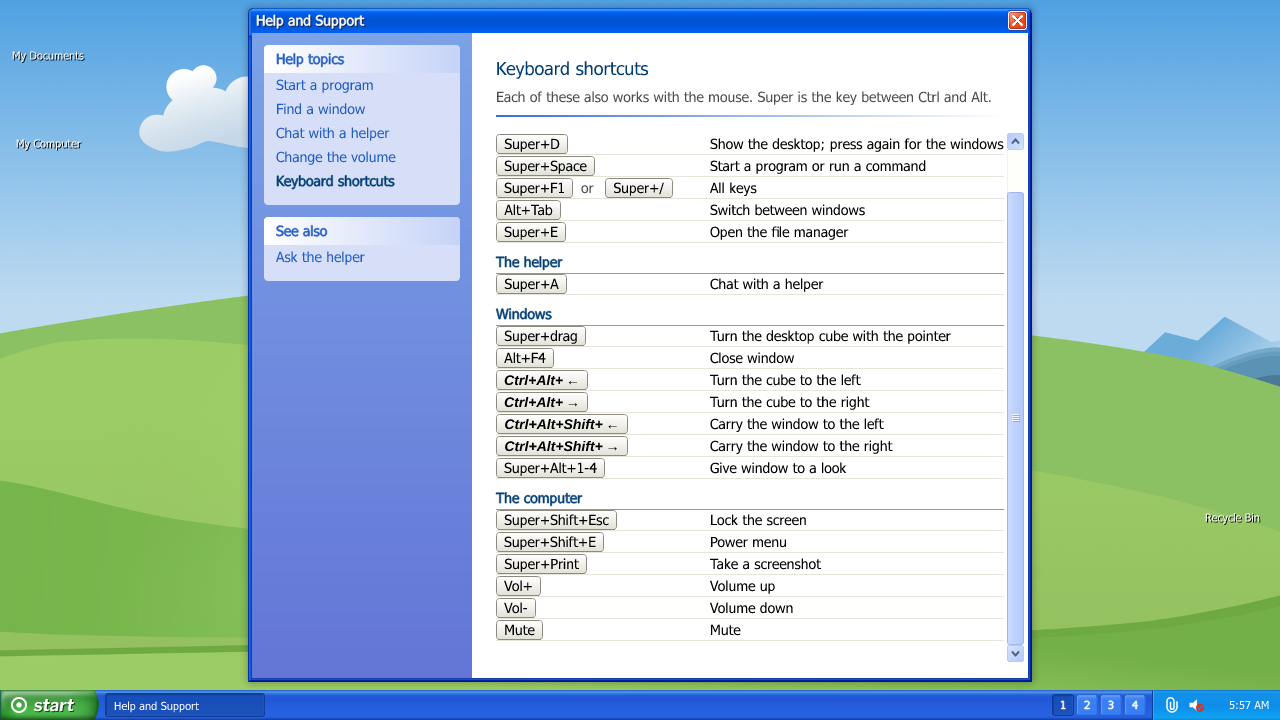 Help and Support
My Documents
My Computer
Recycle Bin
Help topics
Start a program
Find a window
Chat with a helper
Change the volume
Keyboard shortcuts
See also
Ask the helper
Keyboard shortcuts
Each of these also works with the mouse. Super is the key between Ctrl and Alt.
Super+D Show the desktop; press again for the windows
Super+Space Start a program or run a command
Super+F1 or Super+/ All keys
Alt+Tab Switch between windows
Super+E Open the file manager
The helper
Super+A Chat with a helper
Windows
Super+drag Turn the desktop cube with the pointer
Alt+F4 Close window
Ctrl+Alt+ ← Turn the cube to the left
Ctrl+Alt+ → Turn the cube to the right
Ctrl+Alt+Shift+ ← Carry the window to the left
Ctrl+Alt+Shift+ → Carry the window to the right
Super+Alt+1-4 Give window to a look
The computer
Super+Shift+Esc Lock the screen
Super+Shift+E Power menu
Super+Print Take a screenshot
Vol+ Volume up
Vol- Volume down
Mute Mute
start Help and Support 1 2 3 4 5:57 AM